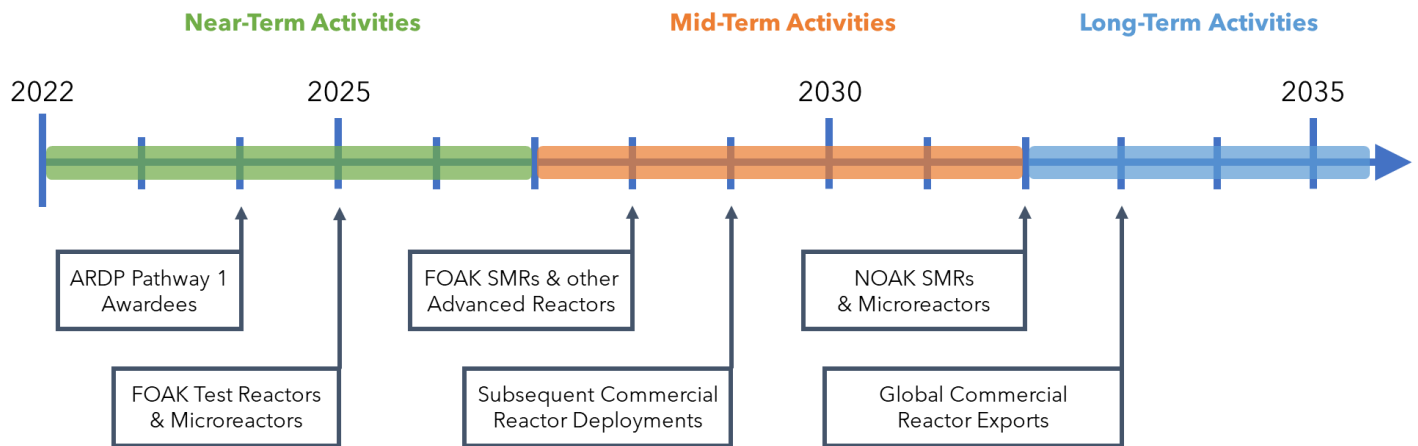 Near-Term Activities
Mid-Term Activities
Long-Term Activities
2022
2025
2030
2035
ARDP Pathway 1
Awardees
FOAK SMRs & other
Advanced Reactors
NOAK SMRs
& Microreactors
FOAK Test Reactors
& Microreactors
Subsequent Commercial
Reactor Deployments
Global Commercial
Reactor Exports